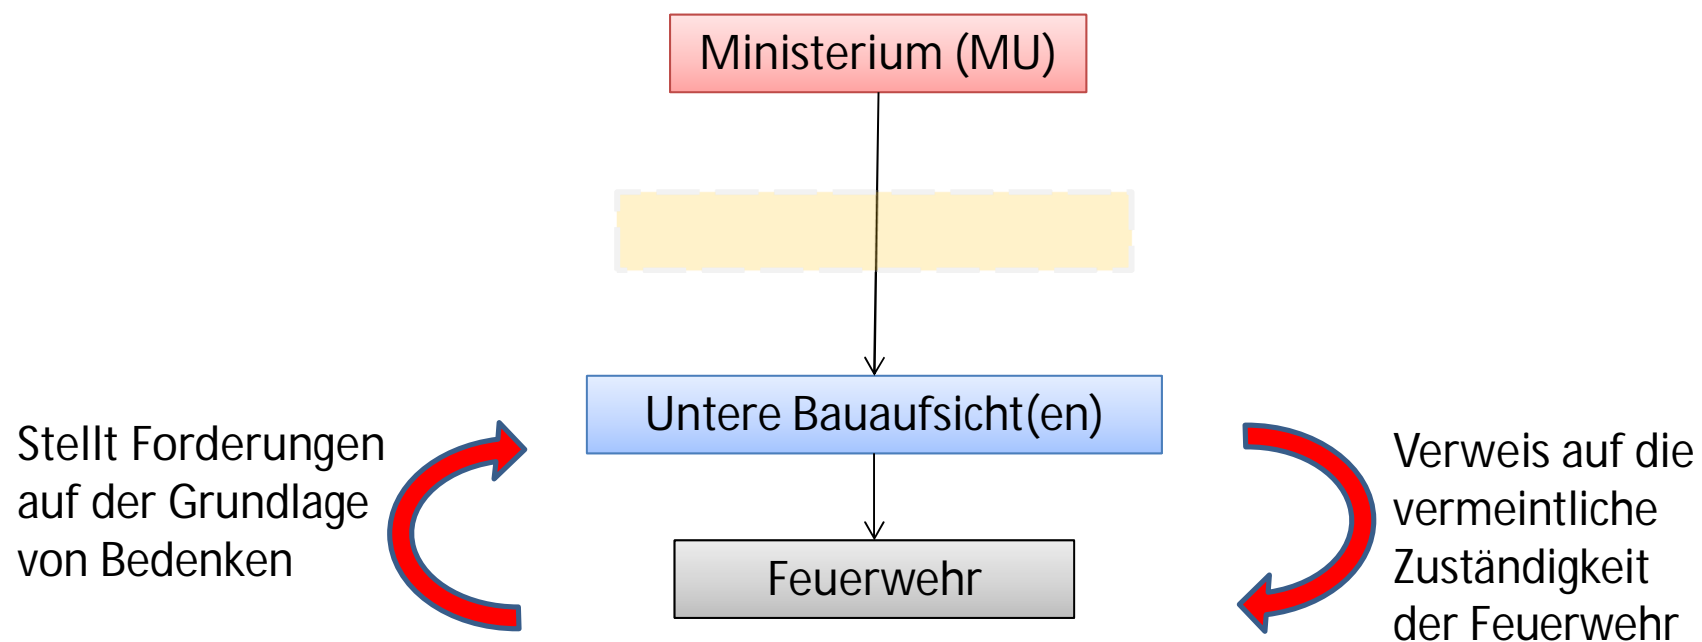 Ministerium (MU)
Untere Bauaufsicht(en)
Stellt Forderungen
auf der Grundlage
von Bedenken
Verweis auf die
vermeintliche
Zuständigkeit
der Feuerwehr
Feuerwehr